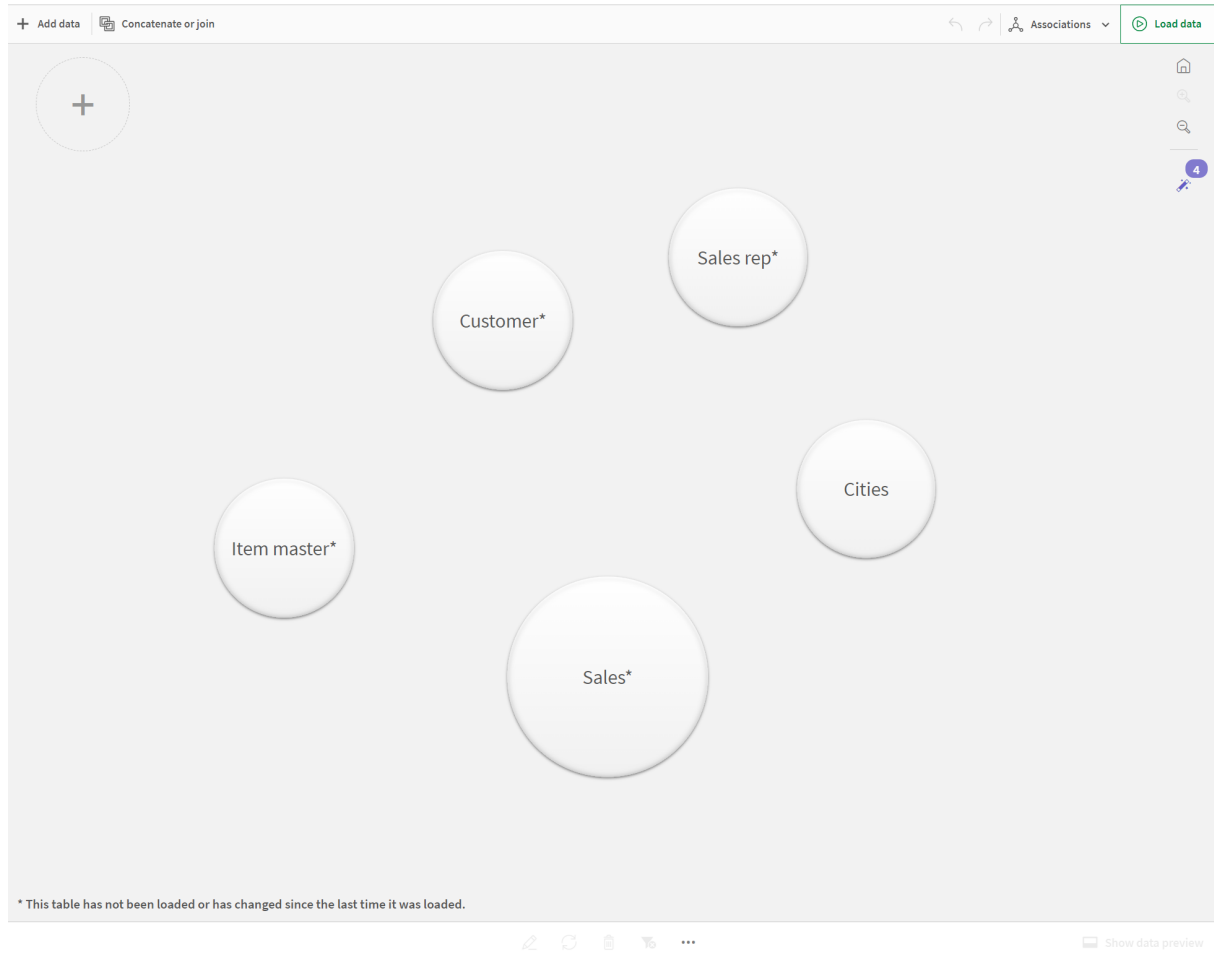 Add data
Concatenate or join
Associations
Load data
4
Sales rep*
Customer*
Cities
Item master*
Sales*
* This table has not been loaded or has changed since the last time it was loaded.
Show data preview